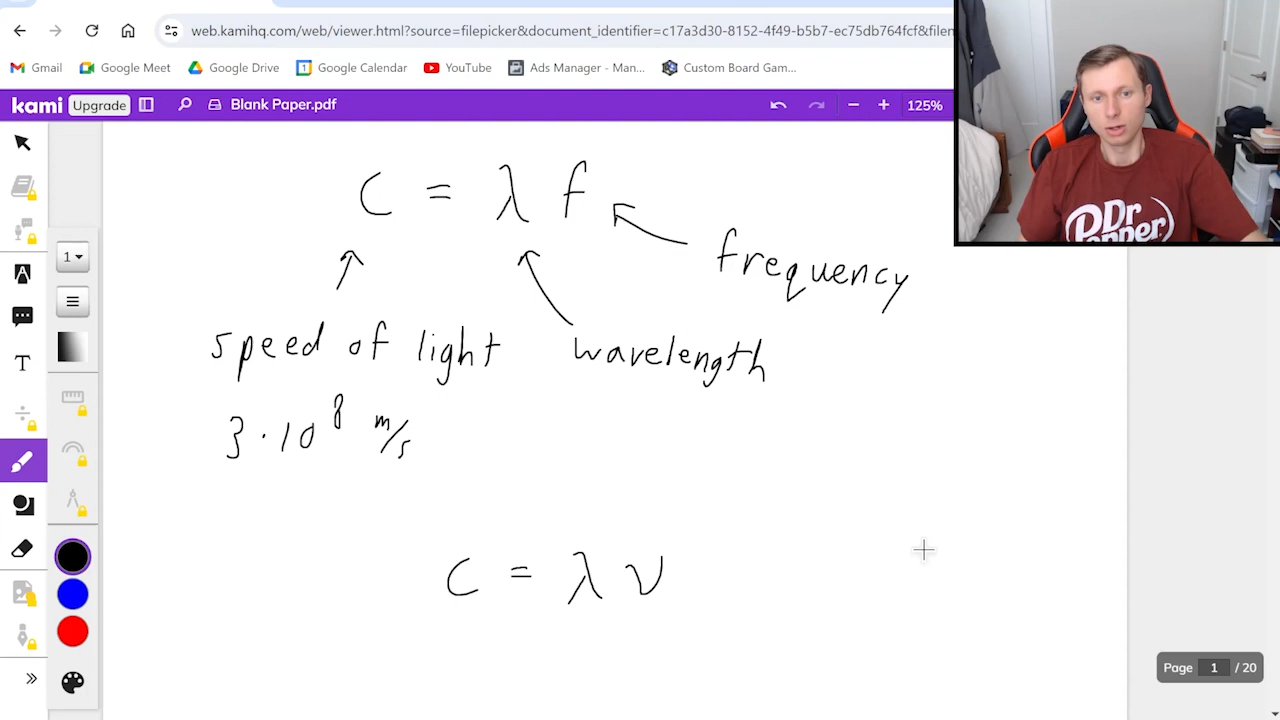 web.kamihq.com/web/viewer.html?source=filepicker&document_identifier=c17a3d30-8152-4f49-b5b7-ec75db764fcf&filen
Gmail Google Meet Google Drive 1 Google Calendar YouTube Ads Manager - Man... Custom Board Gam...
kami Upgrade Blank Paper.pdf 125%
C = λ f
frequency
speed of light
wavelength
3 · 10⁸ m/s
C = λ ν
1
T
Dr
Pepper
Page 1 / 20